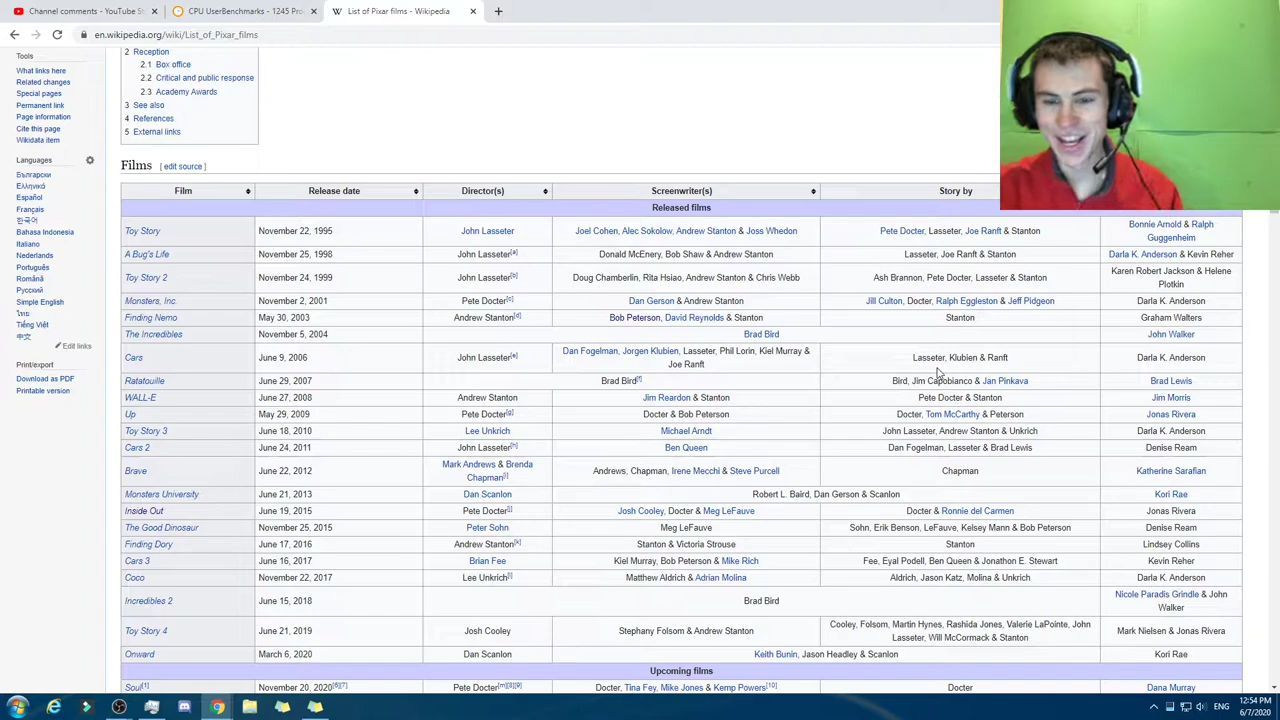 Channel comments - YouTube St
CPU UserBenchmarks - 1245 Pro
List of Pixar films - Wikipedia
en.wikipedia.org/wiki/List_of_Pixar_films
Tools
What links here
Related changes
Special pages
Permanent link
Page information
Cite this page
Wikidata item
Languages
Български
Ελληνικά
Español
Français
한국어
Bahasa Indonesia
Italiano
Nederlands
Português
Română
Русский
Simple English
ไทย
Tiếng Việt
中文
Edit links
Print/export
Download as PDF
Printable version
2 Reception
2.1 Box office
2.2 Critical and public response
2.3 Academy Awards
3 See also
4 References
5 External links
Films [ edit source ]
Film Release date Director(s) Screenwriter(s) Story by
Released films
Toy Story November 22, 1995 John Lasseter Joel Cohen, Alec Sokolow, Andrew Stanton & Joss Whedon Pete Docter, Lasseter, Joe Ranft & Stanton Bonnie Arnold & Ralph
Guggenheim
A Bug's Life November 25, 1998 John Lasseter[a] Donald McEnery, Bob Shaw & Andrew Stanton Lasseter, Joe Ranft & Stanton Darla K. Anderson & Kevin Reher
Toy Story 2 November 24, 1999 John Lasseter[b] Doug Chamberlin, Rita Hsiao, Andrew Stanton & Chris Webb Ash Brannon, Pete Docter, Lasseter & Stanton Karen Robert Jackson & Helene
Plotkin
Monsters, Inc. November 2, 2001 Pete Docter[c] Dan Gerson & Andrew Stanton Jill Culton, Docter, Ralph Eggleston & Jeff Pidgeon Darla K. Anderson
Finding Nemo May 30, 2003 Andrew Stanton[d] Bob Peterson, David Reynolds & Stanton Stanton Graham Walters
The Incredibles November 5, 2004 Brad Bird John Walker
Cars June 9, 2006 John Lasseter[e] Dan Fogelman, Jorgen Klubien, Lasseter, Phil Lorin, Kiel Murray &
Joe Ranft Lasseter, Klubien & Ranft Darla K. Anderson
Ratatouille June 29, 2007 Brad Bird[f] Bird, Jim Capobianco & Jan Pinkava Brad Lewis
WALL-E June 27, 2008 Andrew Stanton Jim Reardon & Stanton Pete Docter & Stanton Jim Morris
Up May 29, 2009 Pete Docter[g] Docter & Bob Peterson Docter, Tom McCarthy & Peterson Jonas Rivera
Toy Story 3 June 18, 2010 Lee Unkrich Michael Arndt John Lasseter, Andrew Stanton & Unkrich Darla K. Anderson
Cars 2 June 24, 2011 John Lasseter[h] Ben Queen Dan Fogelman, Lasseter & Brad Lewis Denise Ream
Brave June 22, 2012 Mark Andrews & Brenda
Chapman[i] Andrews, Chapman, Irene Mecchi & Steve Purcell Chapman Katherine Sarafian
Monsters University June 21, 2013 Dan Scanlon Robert L. Baird, Dan Gerson & Scanlon Kori Rae
Inside Out June 19, 2015 Pete Docter[j] Josh Cooley, Docter & Meg LeFauve Docter & Ronnie del Carmen Jonas Rivera
The Good Dinosaur November 25, 2015 Peter Sohn Meg LeFauve Sohn, Erik Benson, LeFauve, Kelsey Mann & Bob Peterson Denise Ream
Finding Dory June 17, 2016 Andrew Stanton[k] Stanton & Victoria Strouse Stanton Lindsey Collins
Cars 3 June 16, 2017 Brian Fee Kiel Murray, Bob Peterson & Mike Rich Fee, Eyal Podell, Ben Queen & Jonathon E. Stewart Kevin Reher
Coco November 22, 2017 Lee Unkrich[l] Matthew Aldrich & Adrian Molina Aldrich, Jason Katz, Molina & Unkrich Darla K. Anderson
Incredibles 2 June 15, 2018 Brad Bird Nicole Paradis Grindle & John
Walker
Toy Story 4 June 21, 2019 Josh Cooley Stephany Folsom & Andrew Stanton Cooley, Folsom, Martin Hynes, Rashida Jones, Valerie LaPointe, John
Lasseter, Will McCormack & Stanton Mark Nielsen & Jonas Rivera
Onward March 6, 2020 Dan Scanlon Keith Bunin, Jason Headley & Scanlon Kori Rae
Upcoming films
Soul[1] November 20, 2020[6][7] Pete Docter[m][8][9] Docter, Tina Fey, Mike Jones & Kemp Powers[10] Docter Dana Murray
ENG
12:54 PM
6/7/2020